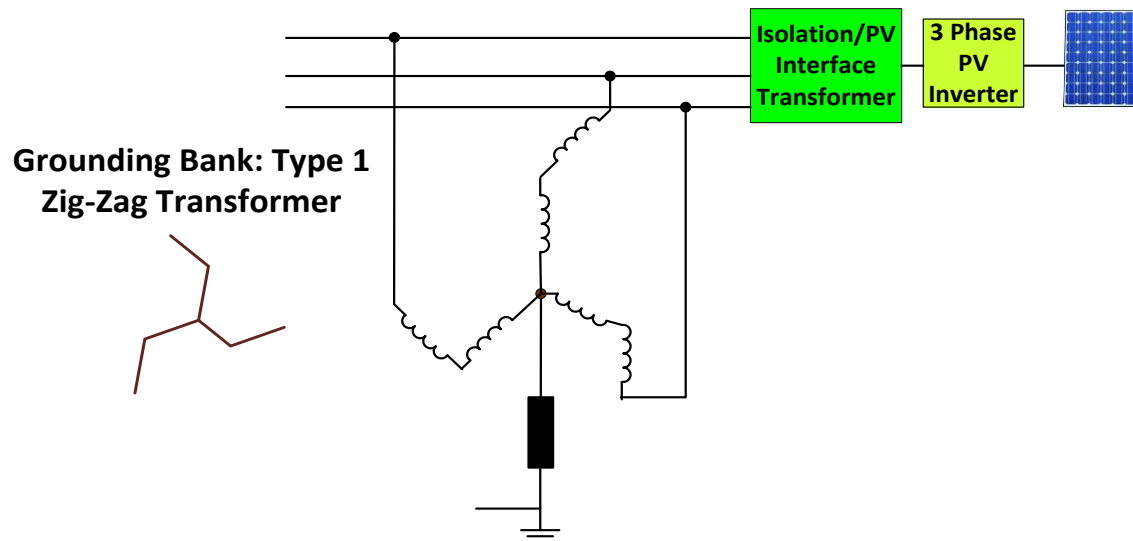 Isolation/PV
Interface
Transformer
3 Phase
PV
Inverter
Grounding Bank: Type 1
Zig-Zag Transformer